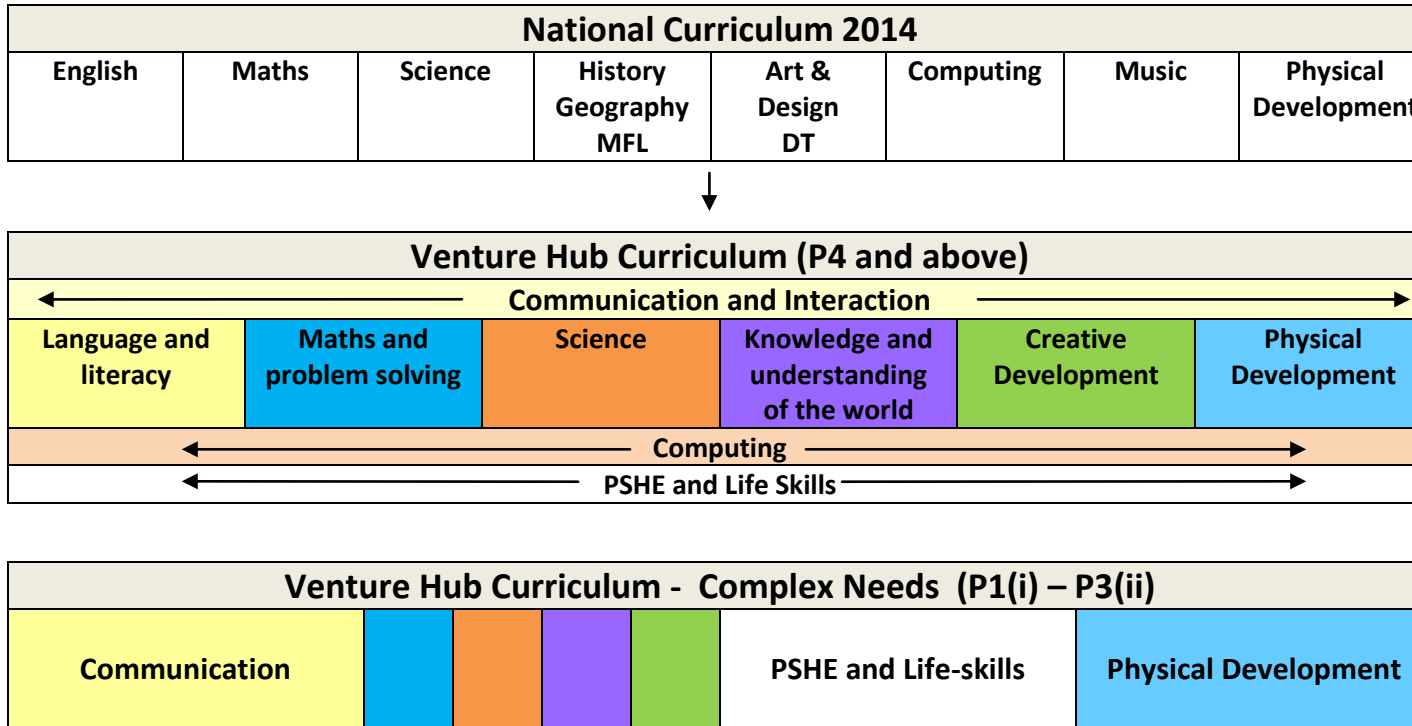 National Curriculum 2014
English Maths Science History Art & Computing Music Physical
Geography Design Development
MFL DT
Venture Hub Curriculum (P4 and above)
Communication and Interaction
Language and Maths and Science Knowledge and Creative Physical
literacy problem solving understanding Development Development
of the world
Computing
PSHE and Life Skills
Venture Hub Curriculum - Complex Needs (P1(i) – P3(ii)
Communication PSHE and Life-skills Physical Development